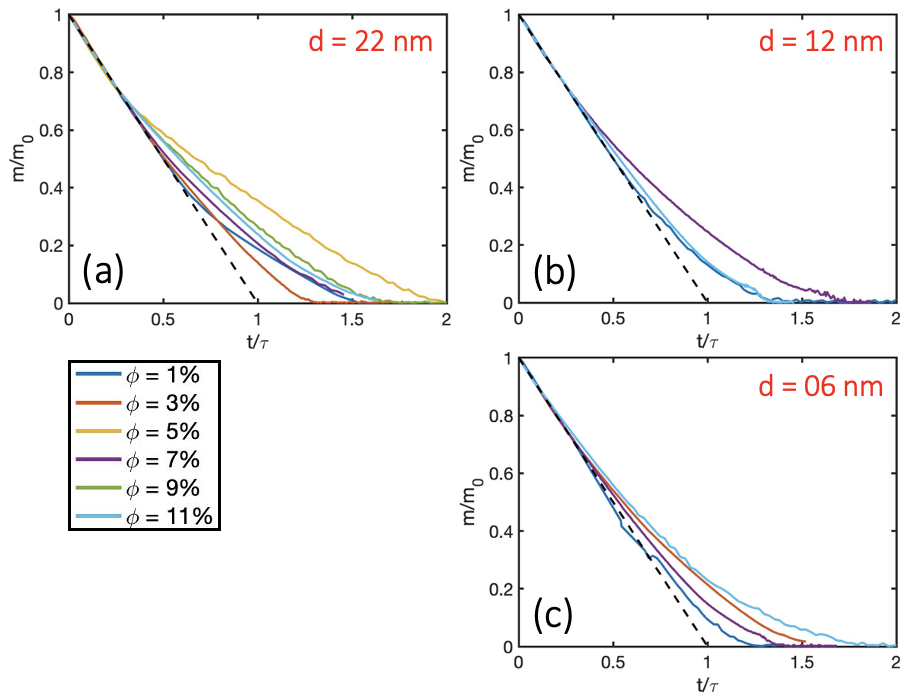 d = 22 nm
1
0.8
0.6
0.4
0.2
0
m/m0
(a)
0 0.5 1 1.5 2
t/τ
d = 12 nm
1
0.8
0.6
0.4
0.2
0
m/m0
(b)
0 0.5 1 1.5 2
t/τ
ϕ = 1%
ϕ = 3%
ϕ = 5%
ϕ = 7%
ϕ = 9%
ϕ = 11%
d = 06 nm
1
0.8
0.6
0.4
0.2
0
m/m0
(c)
0 0.5 1 1.5 2
t/τ